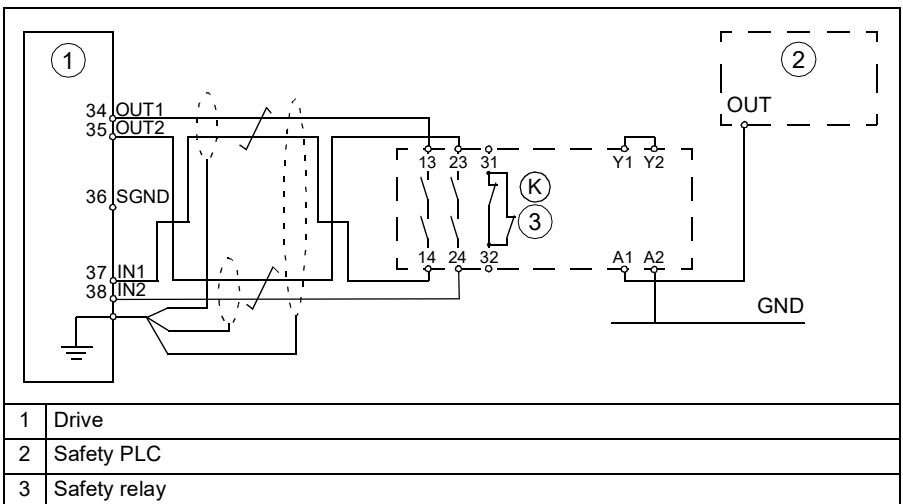 1
2
OUT
34 OUT1
35 OUT2
13 23 31
Y1 Y2
36 SGND
K
3
14 24 32
A1 A2
37 IN1
38 IN2
GND
1 Drive
2 Safety PLC
3 Safety relay